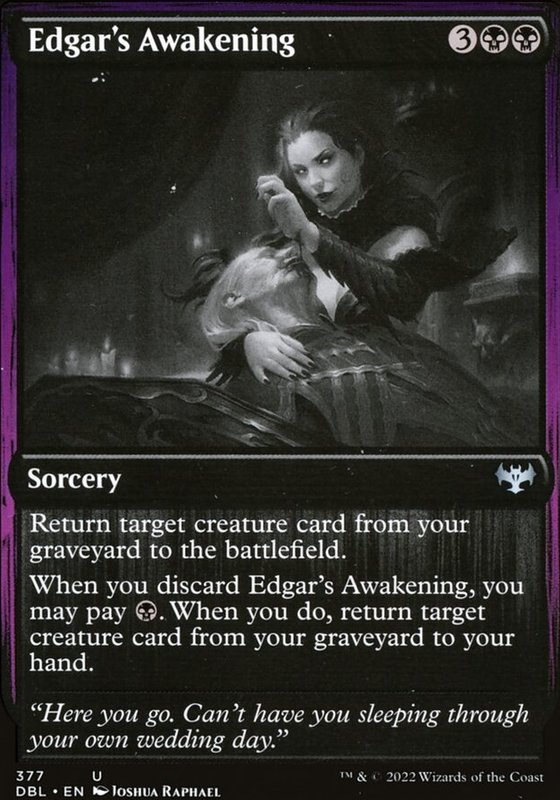 Edgar's Awakening 3
Sorcery
Return target creature card from your
graveyard to the battlefield.
When you discard Edgar's Awakening, you
may pay . When you do, return target
creature card from your graveyard to your
hand.
"Here you go. Can't have you sleeping through
your own wedding day."
377 U
DBL • EN Joshua Raphael
™ & © 2022 Wizards of the Coast